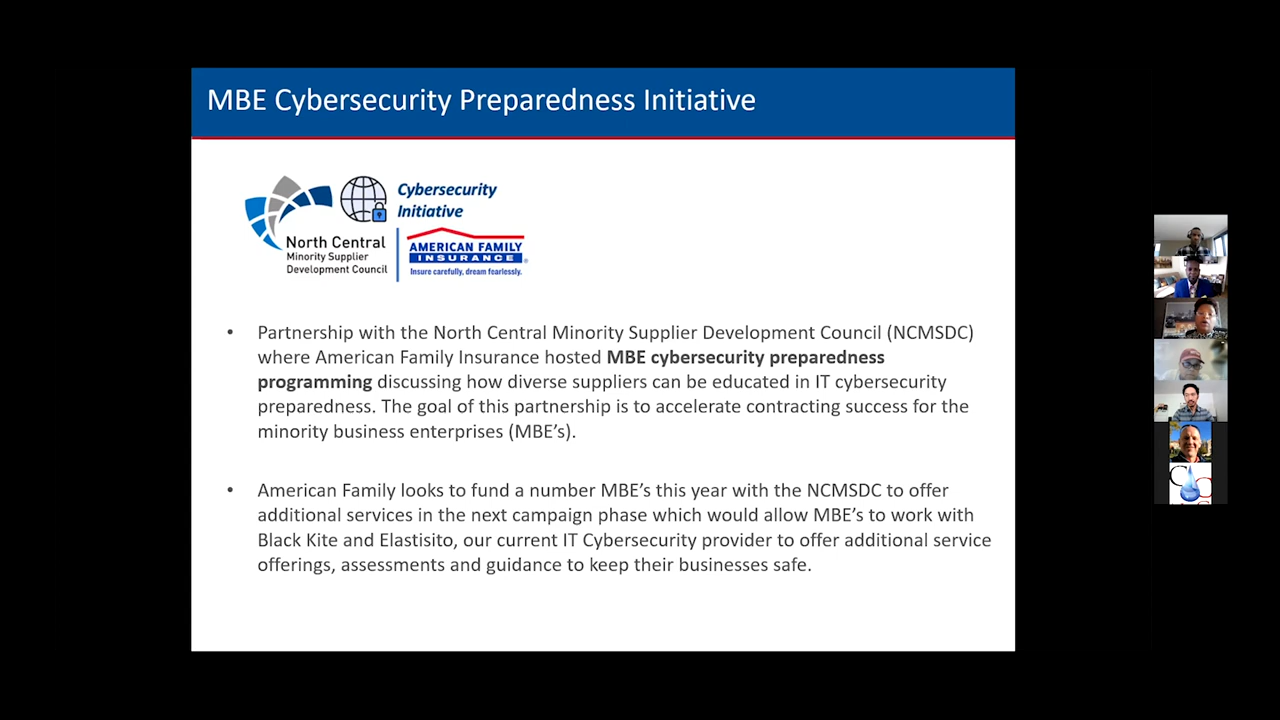 MBE Cybersecurity Preparedness Initiative
Cybersecurity
Initiative
North Central
Minority Supplier
Development Council
AMERICAN FAMILY
INSURANCE
®
Insure carefully, dream fearlessly.
• Partnership with the North Central Minority Supplier Development Council (NCMSDC)
where American Family Insurance hosted MBE cybersecurity preparedness
programming discussing how diverse suppliers can be educated in IT cybersecurity
preparedness. The goal of this partnership is to accelerate contracting success for the
minority business enterprises (MBE's).
• American Family looks to fund a number MBE's this year with the NCMSDC to offer
additional services in the next campaign phase which would allow MBE's to work with
Black Kite and Elastisito, our current IT Cybersecurity provider to offer additional service
offerings, assessments and guidance to keep their businesses safe.